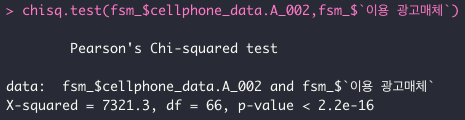 > chisq.test(fsm_$cellphone_data.A_002,fsm_$`이용 광고매체`)
Pearson's Chi-squared test
data:  fsm_$cellphone_data.A_002 and fsm_$`이용 광고매체`
X-squared = 7321.3, df = 66, p-value < 2.2e-16